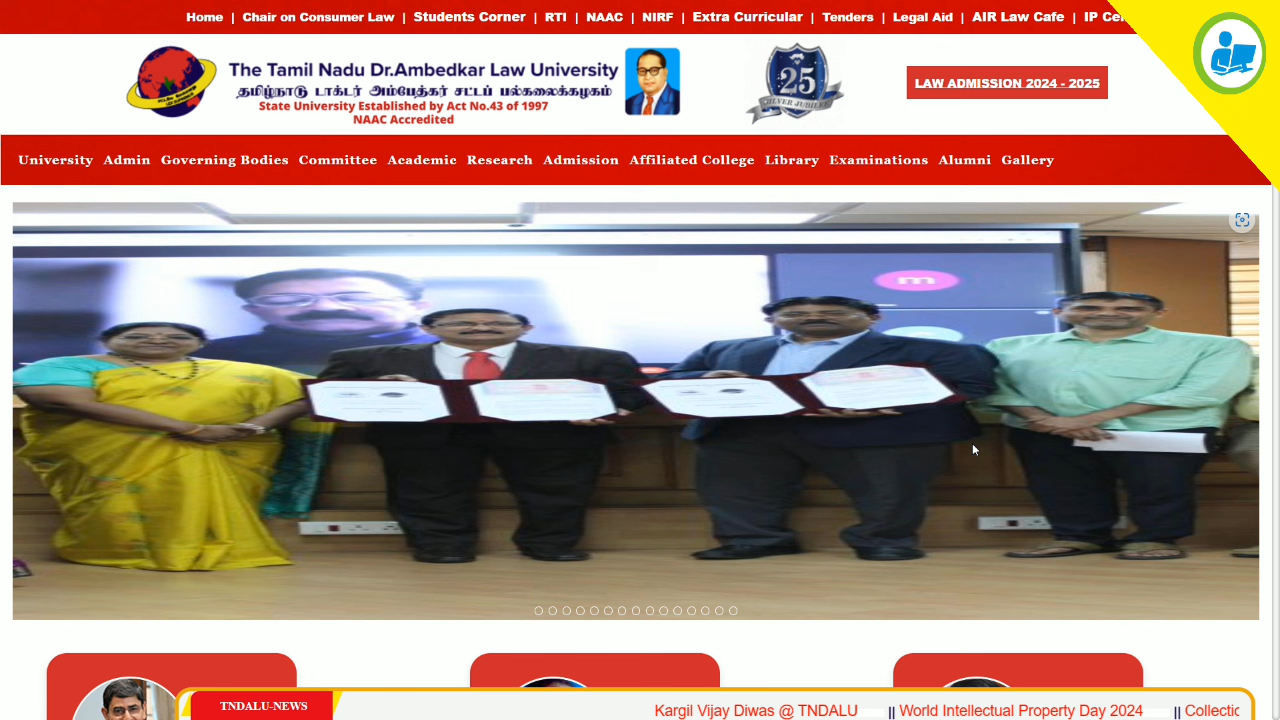 Home | Chair on Consumer Law | Students Corner | RTI | NAAC | NIRF | Extra Curricular | Tenders | Legal Aid | AIR Law Cafe | IP
The Tamil Nadu Dr.Ambedkar Law University
தமிழ்நாடு டாக்டர் அம்பேத்கர் சட்டப் பல்கலைக்கழகம்
State University Established by Act No.43 of 1997
NAAC Accredited
25
SILVER JUBILEE
LAW ADMISSION 2024 - 2025
University Admin Governing Bodies Committee Academic Research Admission Affiliated College Library Examinations Alumni Gallery
m
TNDALU-NEWS
Kargil Vijay Diwas @ TNDALU || World Intellectual Property Day 2024 ||